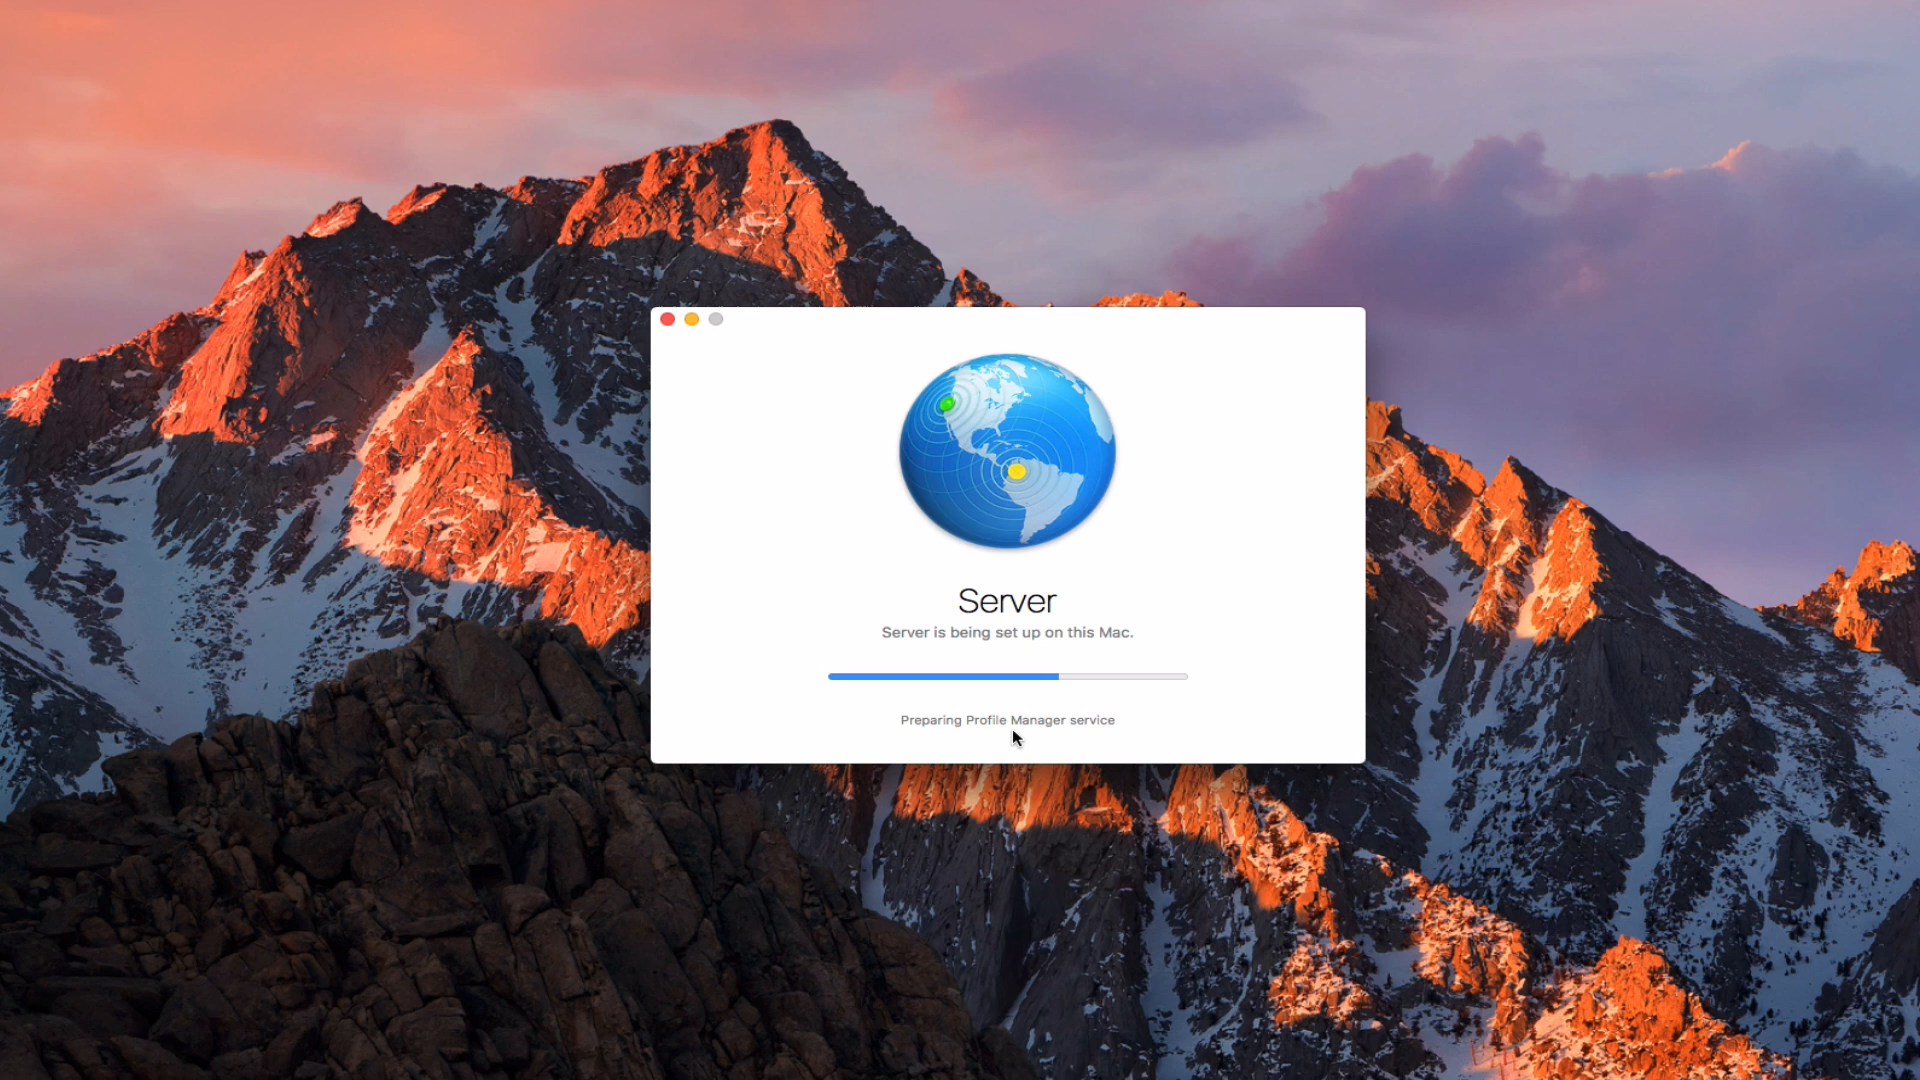 Server
Server is being set up on this Mac.
Preparing Profile Manager service